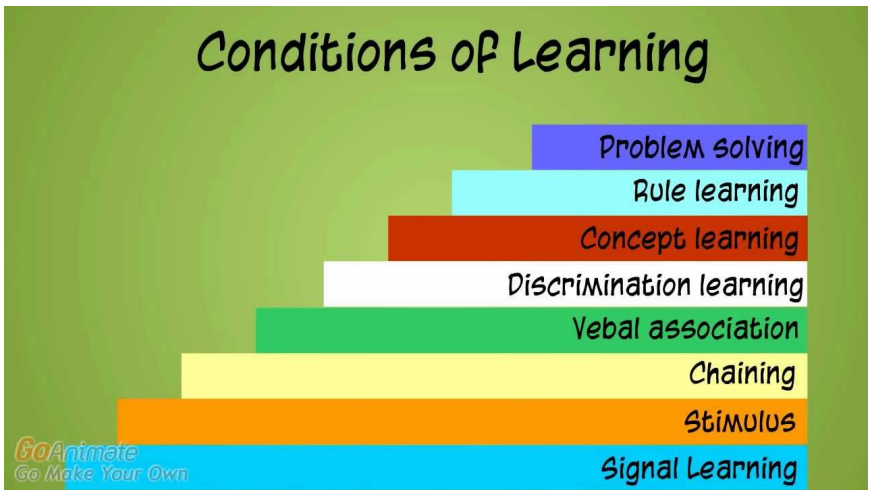 Conditions of Learning
Problem solving
Rule learning
Concept learning
Discrimination learning
Vebal association
Chaining
Stimulus
Signal Learning
GoAnimate
Go Make Your Own